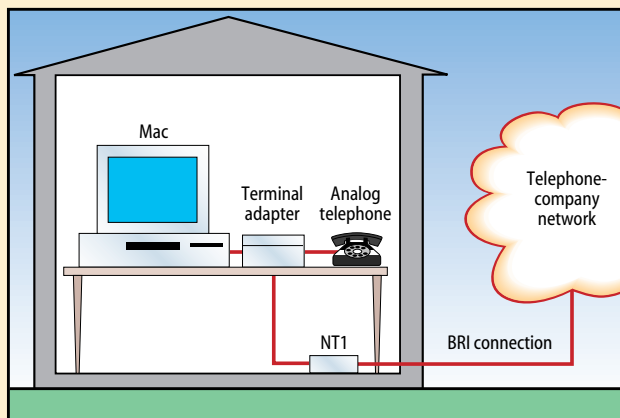 Mac
Terminal
adapter
Analog
telephone
Telephone-
company
network
NT1
BRI connection